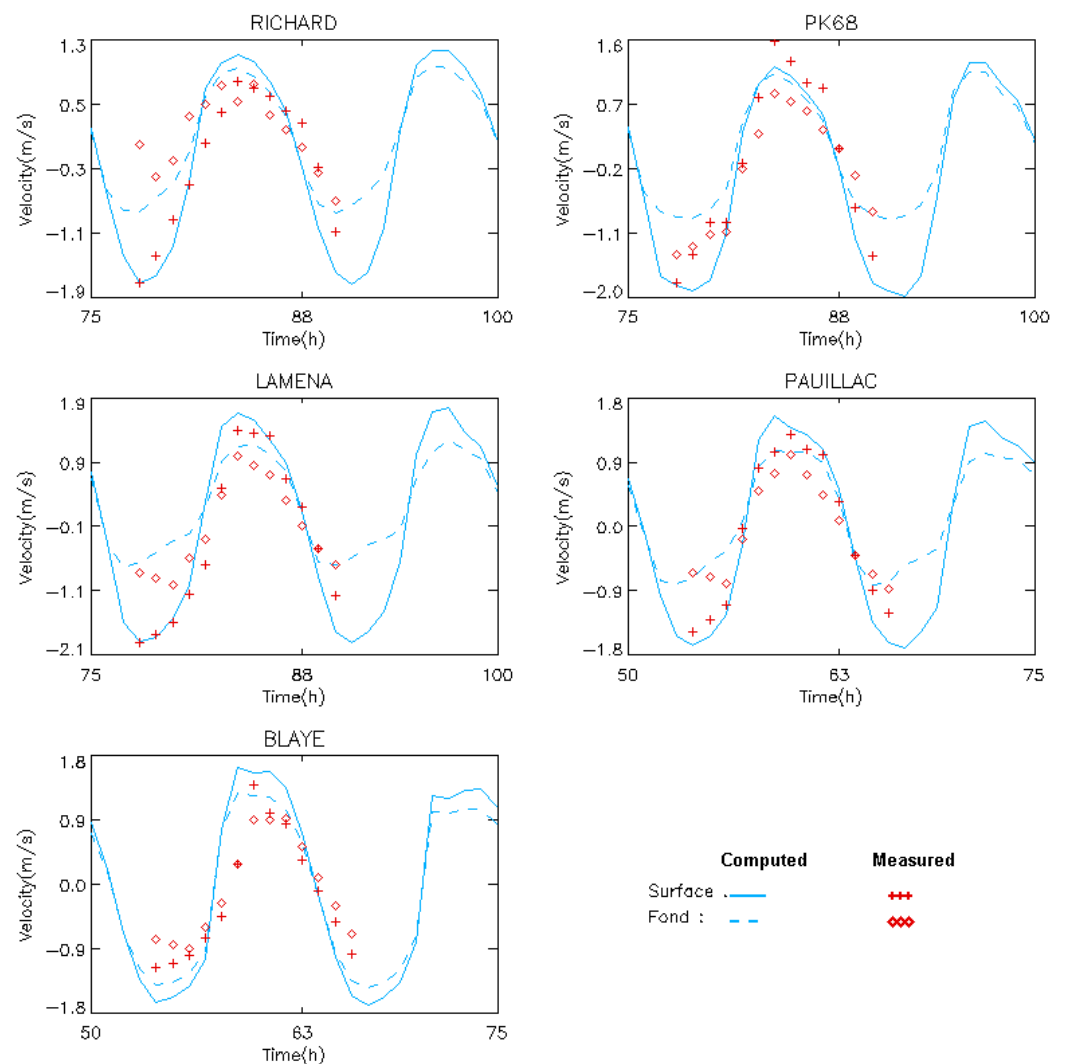 RICHARD
1.3
0.5
−0.3
−1.1
−1.9
Velocity(m/s)
75 88 100
Time(h)
PK68
1.6
0.7
−0.2
−1.1
−2.0
Velocity(m/s)
75 88 100
Time(h)
LAMENA
1.9
0.9
−0.1
−1.1
−2.1
Velocity(m/s)
75 88 100
Time(h)
PAUILLAC
1.8
0.9
0.0
−0.9
−1.8
Velocity(m/s)
50 63 75
Time(h)
BLAYE
1.8
0.9
0.0
−0.9
−1.8
Velocity(m/s)
50 63 75
Time(h)
Computed Measured
Surface :
Fond :